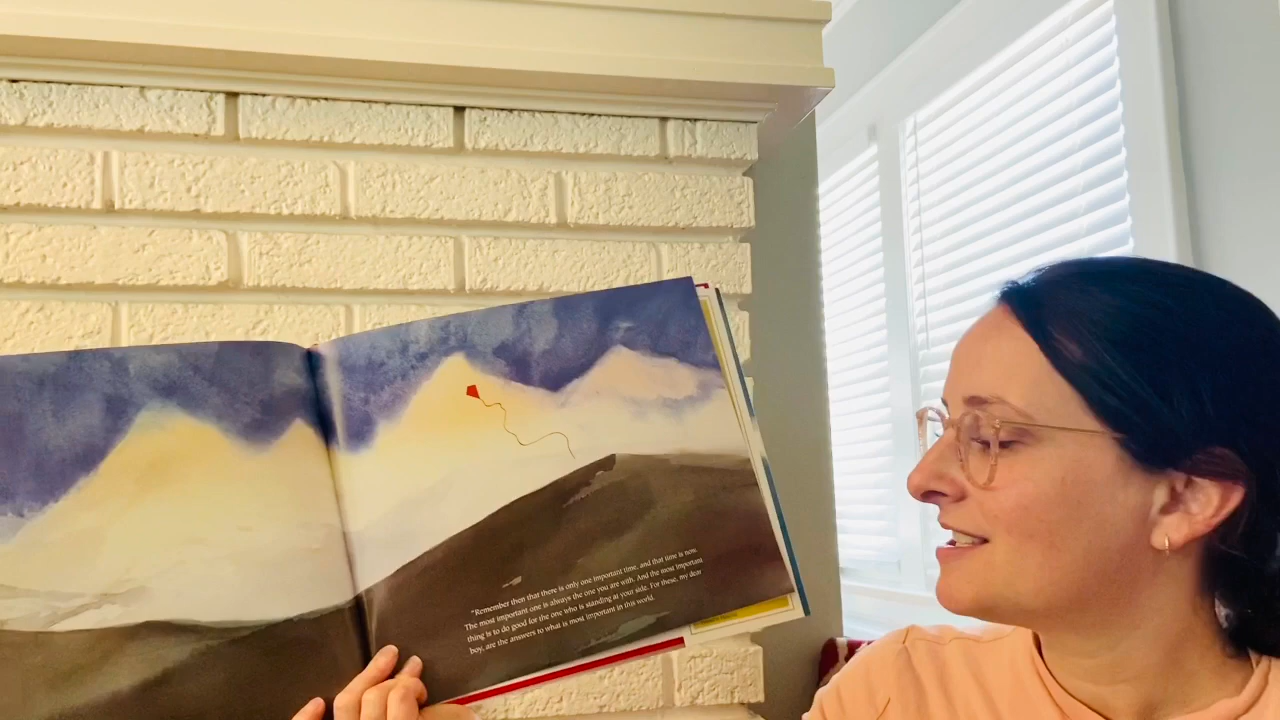 "Remember then that there is only one important time, and that time is now.
The most important one is always the one you are with. And the most important
thing is to do good for the one who is standing at your side. For these, my dear
boy, are the answers to what is most important in this world.